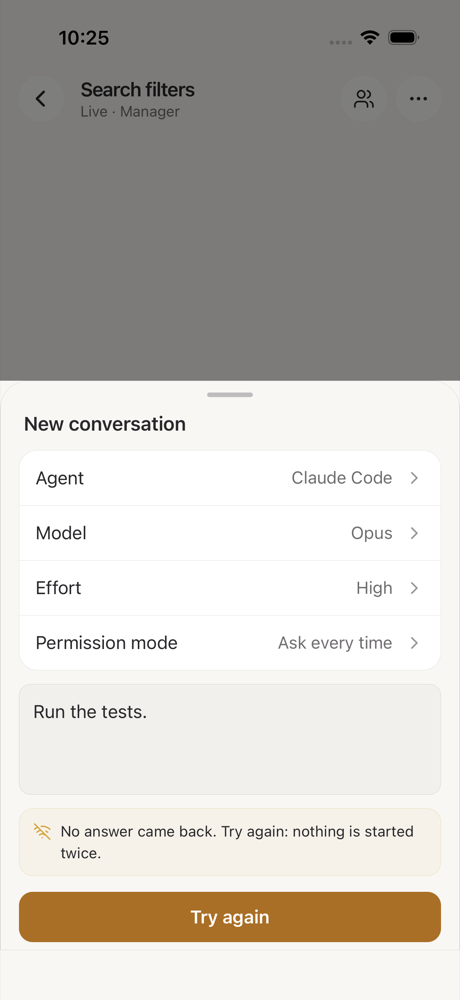 10:25
Search filters
Live · Manager
New conversation
Agent
Claude Code
Model
Opus
Effort
High
Permission mode
Ask every time
Run the tests.
No answer came back. Try again: nothing is started
twice.
Try again